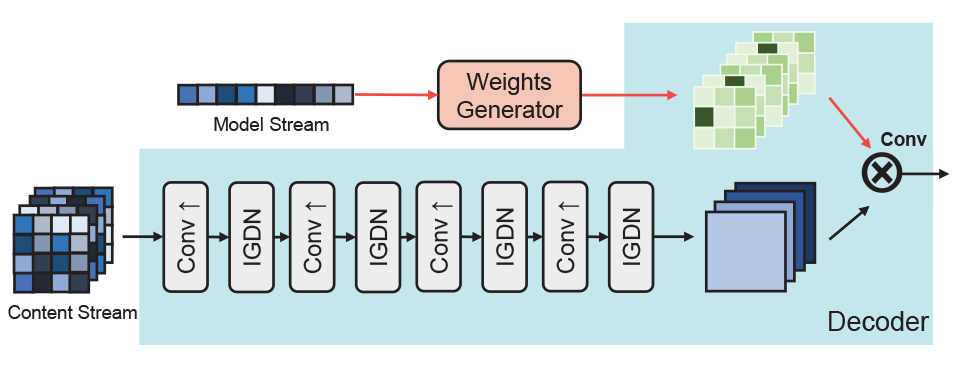 Weights
Generator
Model Stream
Conv
Conv ↑
IGDN
Conv ↑
IGDN
Conv ↑
IGDN
Conv ↑
IGDN
Content Stream
Decoder